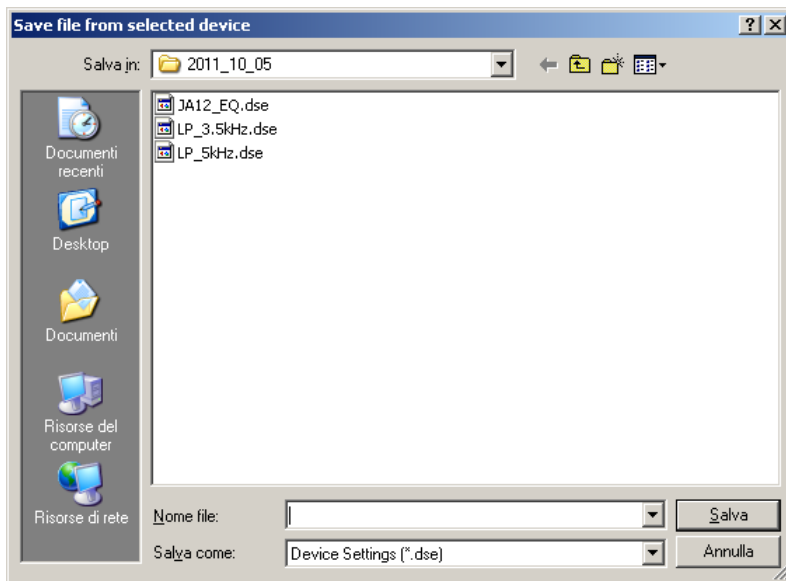 Save file from selected device
Salva in: 2011_10_05
JA12_EQ.dse
LP_3.5kHz.dse
LP_5kHz.dse
Documenti
recenti
Desktop
Documenti
Risorse del
computer
Risorse di rete
Nome file:
Salva
Salva come: Device Settings (*.dse)
Annulla